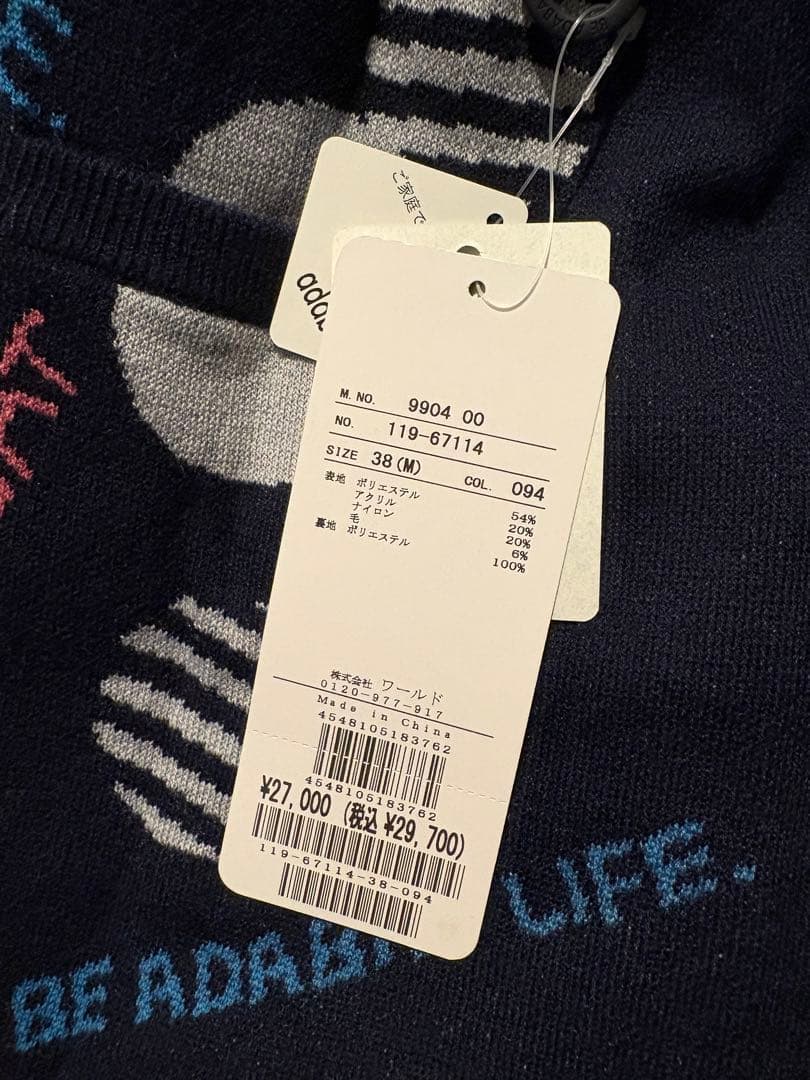 E.
ご家庭で
adab
M. NO. 9904 00
NO. 119-67114
SIZE 38(M) COL. 094
表地 ポリエステル 54%
アクリル 20%
ナイロン 20%
毛 6%
裏地 ポリエステル 100%
株式会社 ワールド
0120-977-917
Made in China
4548105183762
4548105183762
¥27,000 (税込 ¥29,700)
119-67114-38-094
BE ADABAT LIFE.